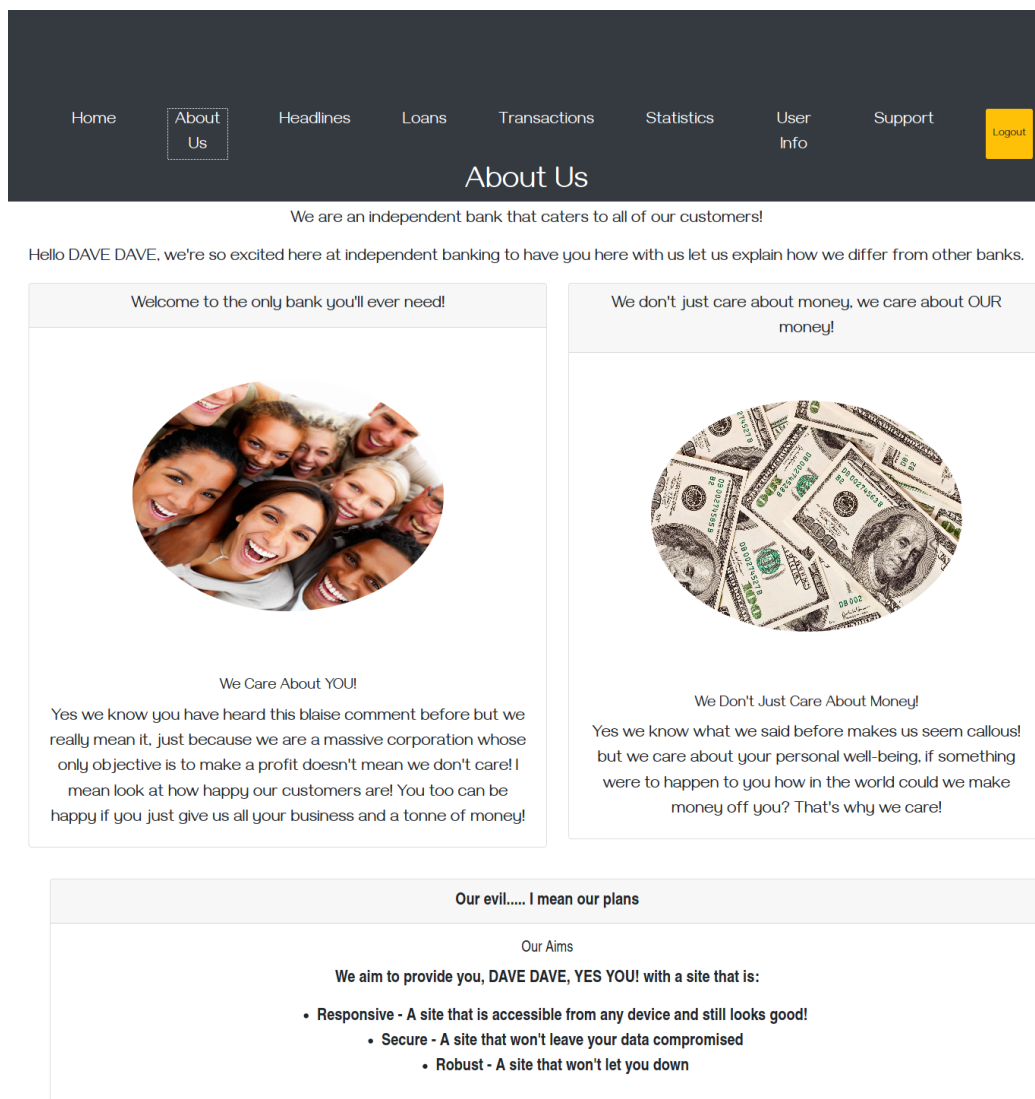 Home
About
Us
Headlines
Loans
Transactions
Statistics
User
Info
Support
Logout
About Us
We are an independent bank that caters to all of our customers!
Hello DAVE DAVE, we're so excited here at independent banking to have you here with us let us explain how we differ from other banks.
Welcome to the only bank you'll ever need!
We Care About YOU!
Yes we know you have heard this blaise comment before but we
really mean it, just because we are a massive corporation whose
only objective is to make a profit doesn't mean we don't care! I
mean look at how happy our customers are! You too can be
happy if you just give us all your business and a tonne of money!
We don't just care about money, we care about OUR
money!
We Don't Just Care About Money!
Yes we know what we said before makes us seem callous!
but we care about your personal well-being, if something
were to happen to you how in the world could we make
money off you? That's why we care!
Our evil..... I mean our plans
Our Aims
We aim to provide you, DAVE DAVE, YES YOU! with a site that is:
• Responsive - A site that is accessible from any device and still looks good!
• Secure - A site that won't leave your data compromised
• Robust - A site that won't let you down